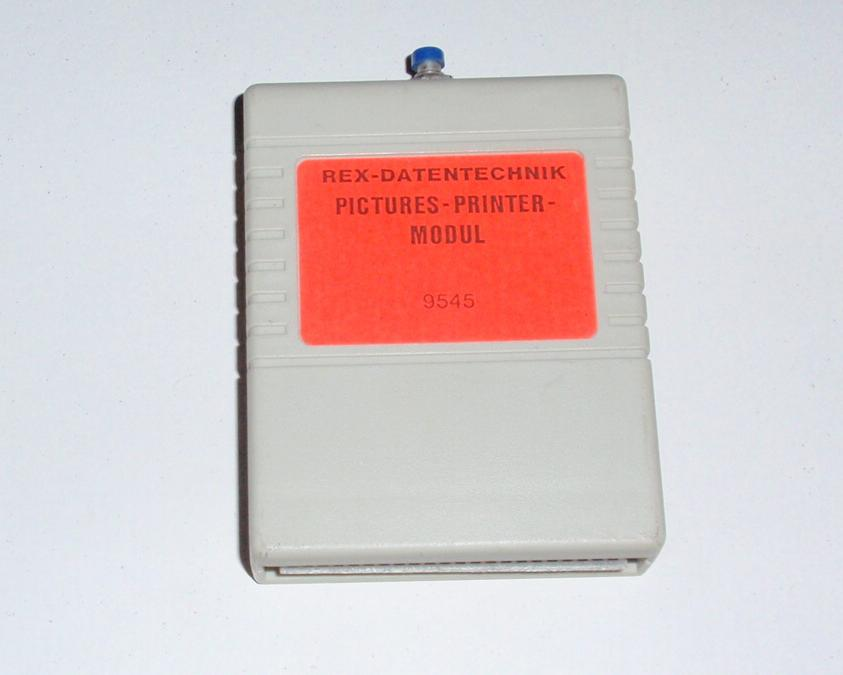 REX-DATENTECHNIK
PICTURES-PRINTER-
MODUL
9545